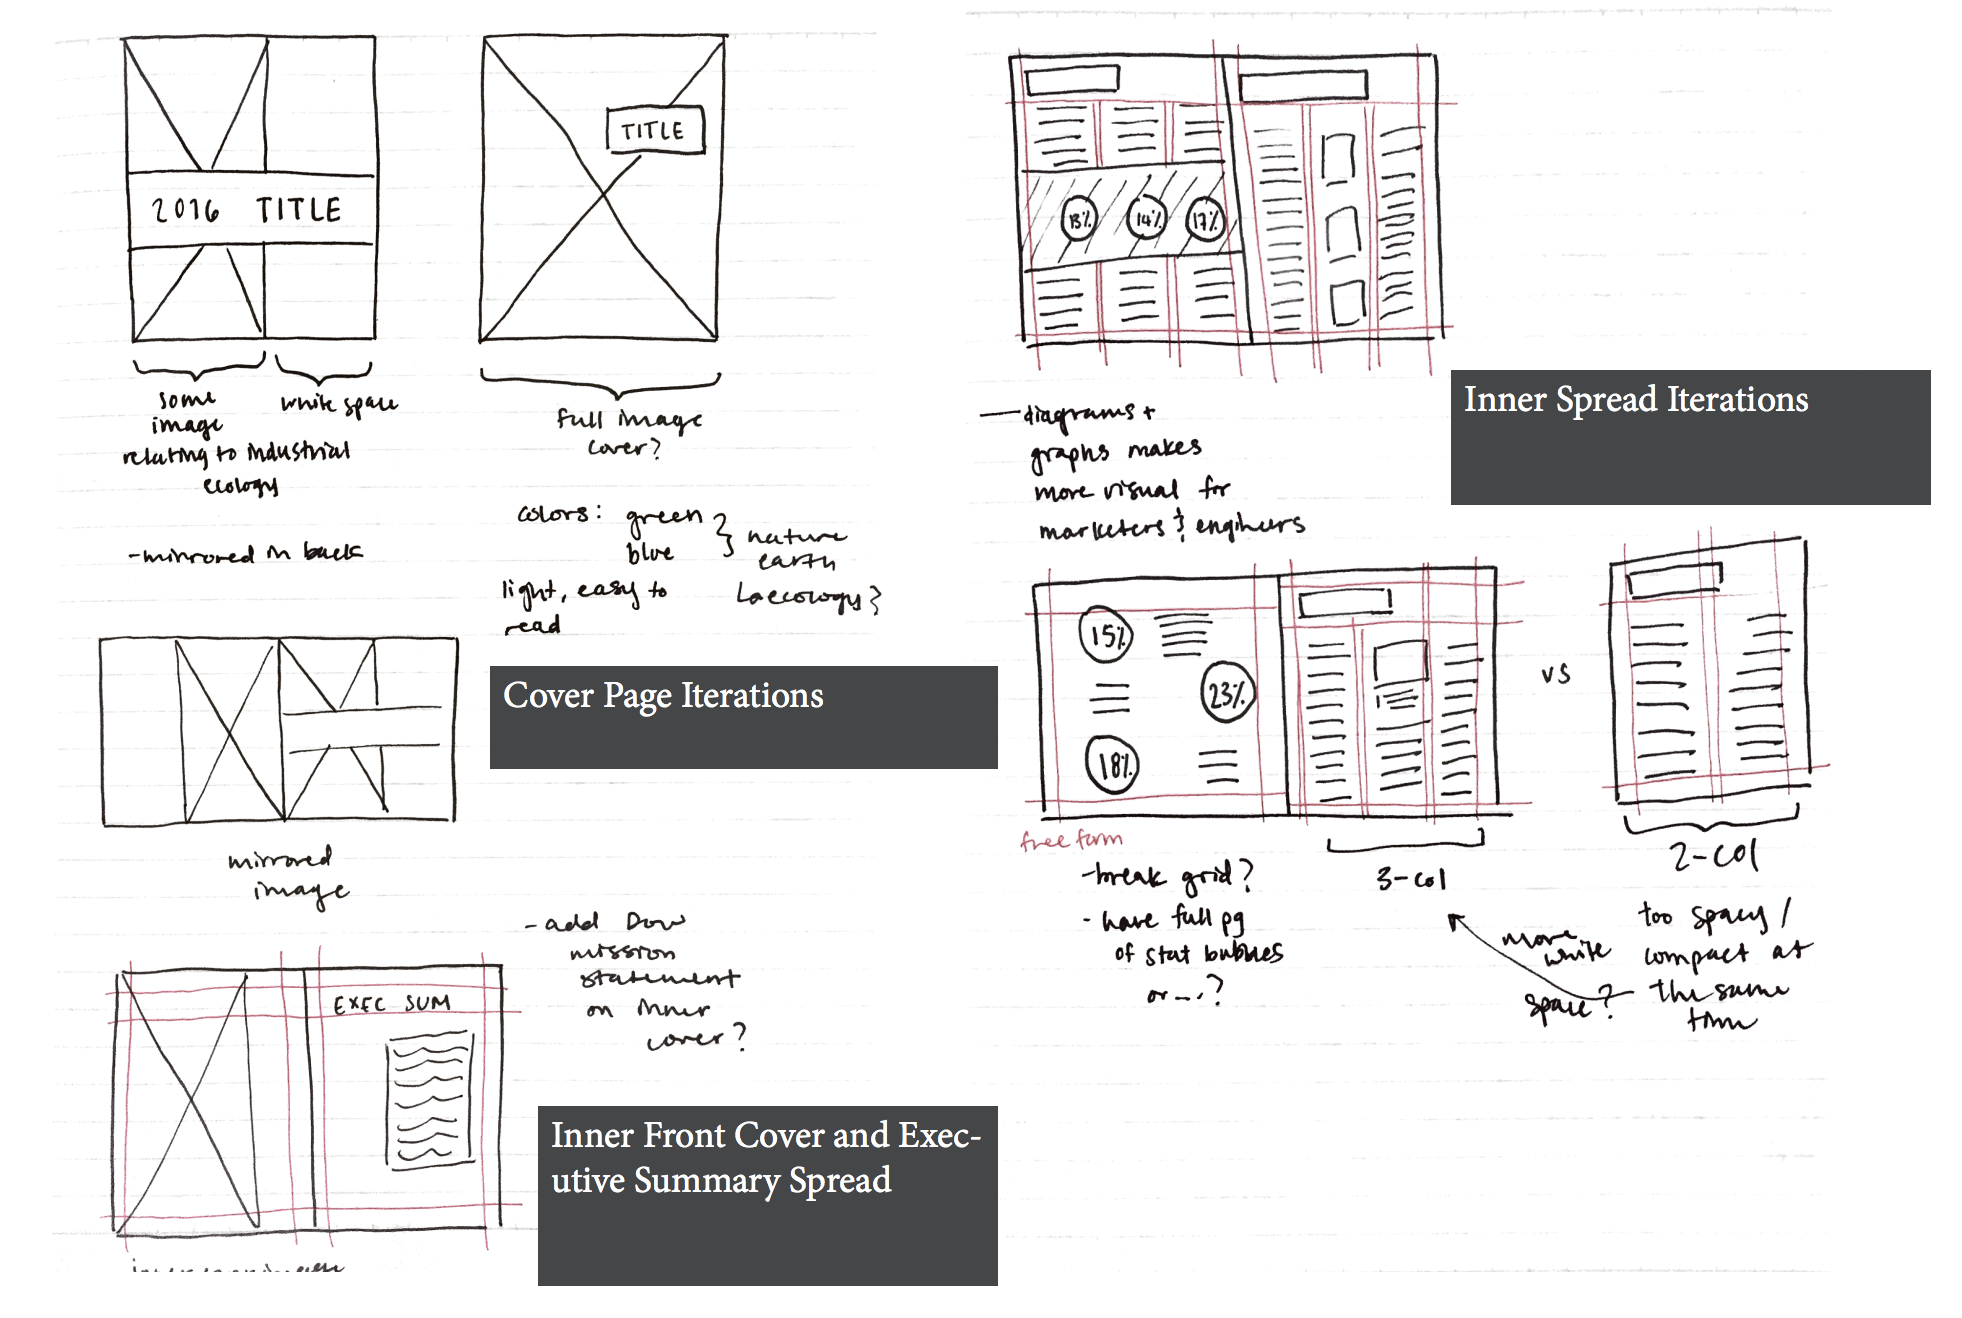 2016 TITLE
TITLE
some
image
relating to industrial
ecology
white space
full image
cover?
-mirrored in back
colors: green
blue
nature
earth
ecology
light, easy to
read
Cover Page Iterations
mirrored
image
- add Dow
mission
statement
on inner
cover?
EXEC SUM
Inner Front Cover and Exec-
utive Summary Spread
13%
14%
17%
Inner Spread Iterations
— diagrams +
graphs makes
more visual for
marketers & engineers
15%
23%
18%
vs
free form
-break grid?
- have full pg
of stat bubbles
or ...?
3-col
2-col
more
white
space?
too spacy/
compact at
the same
time